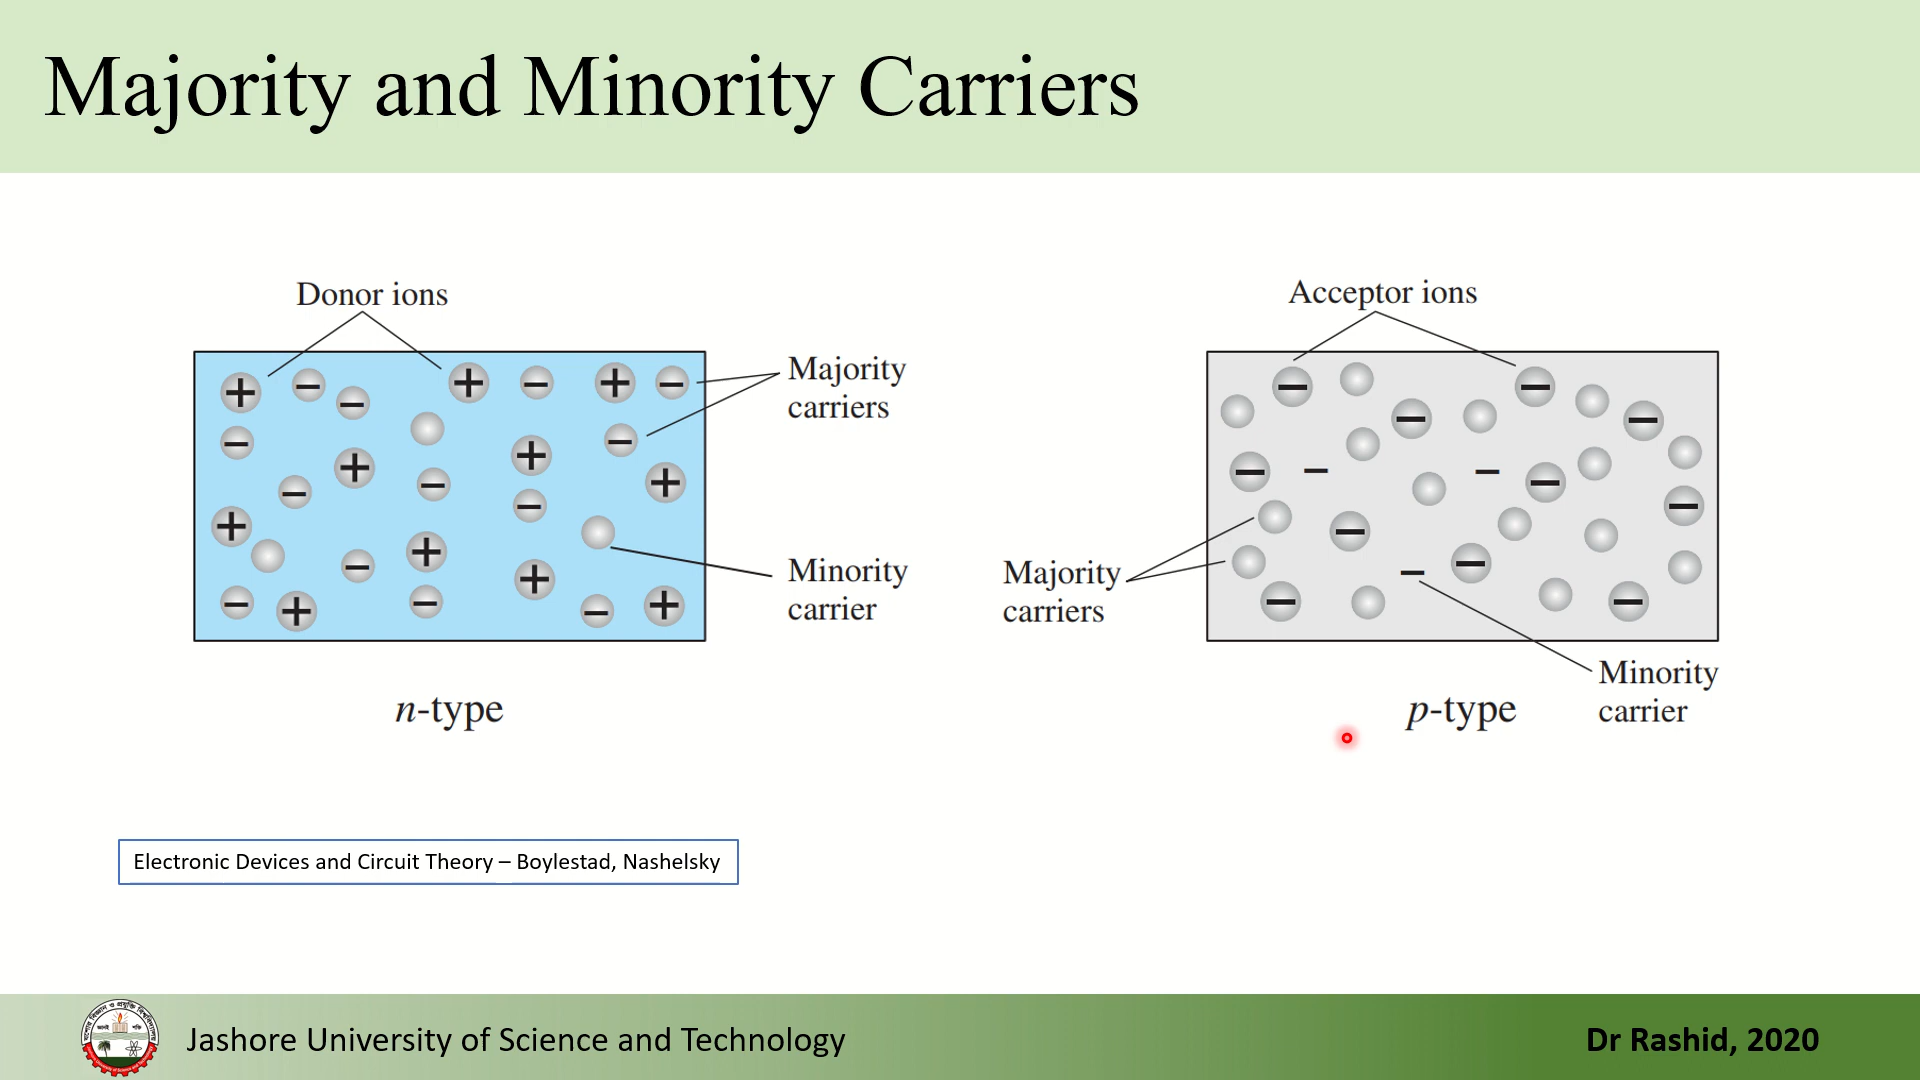 Majority and Minority Carriers
Donor ions
Majority
carriers
Minority
carrier
n-type
Acceptor ions
Majority
carriers
Minority
carrier
p-type
Electronic Devices and Circuit Theory – Boylestad, Nashelsky
Jashore University of Science and Technology
Dr Rashid, 2020